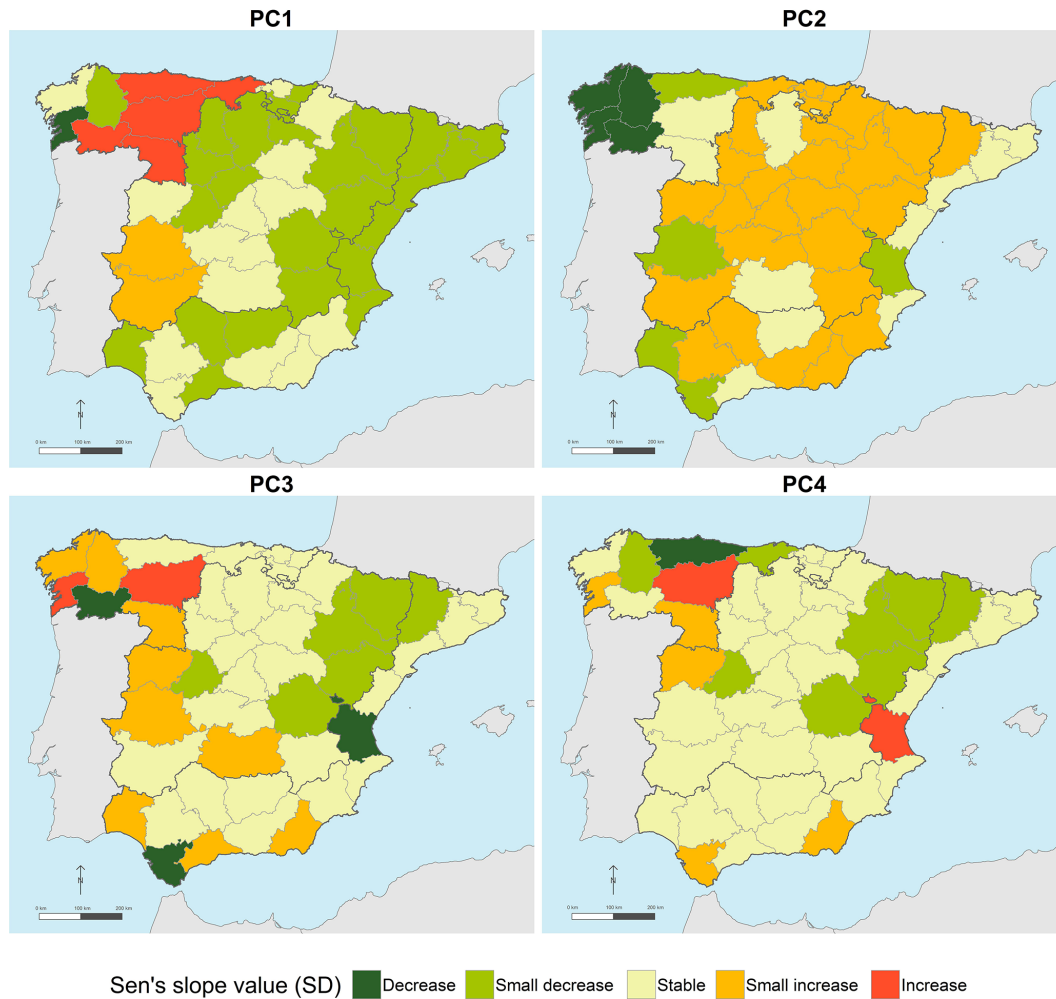 PC1
PC2
N
0 km 100 km 200 km
N
0 km 100 km 200 km
PC3
PC4
N
0 km 100 km 200 km
N
0 km 100 km 200 km
Sen's slope value (SD) Decrease Small decrease Stable Small increase Increase